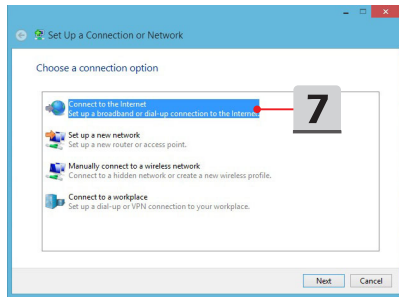 Set Up a Connection or Network
Choose a connection option
Connect to the Internet
Set up a broadband or dial-up connection to the Internet
7
Set up a new network
Set up a new router or access point.
Manually connect to a wireless network
Connect to a hidden network or create a new wireless profile.
Connect to a workplace
Set up a dial-up or VPN connection to your workplace.
Next
Cancel